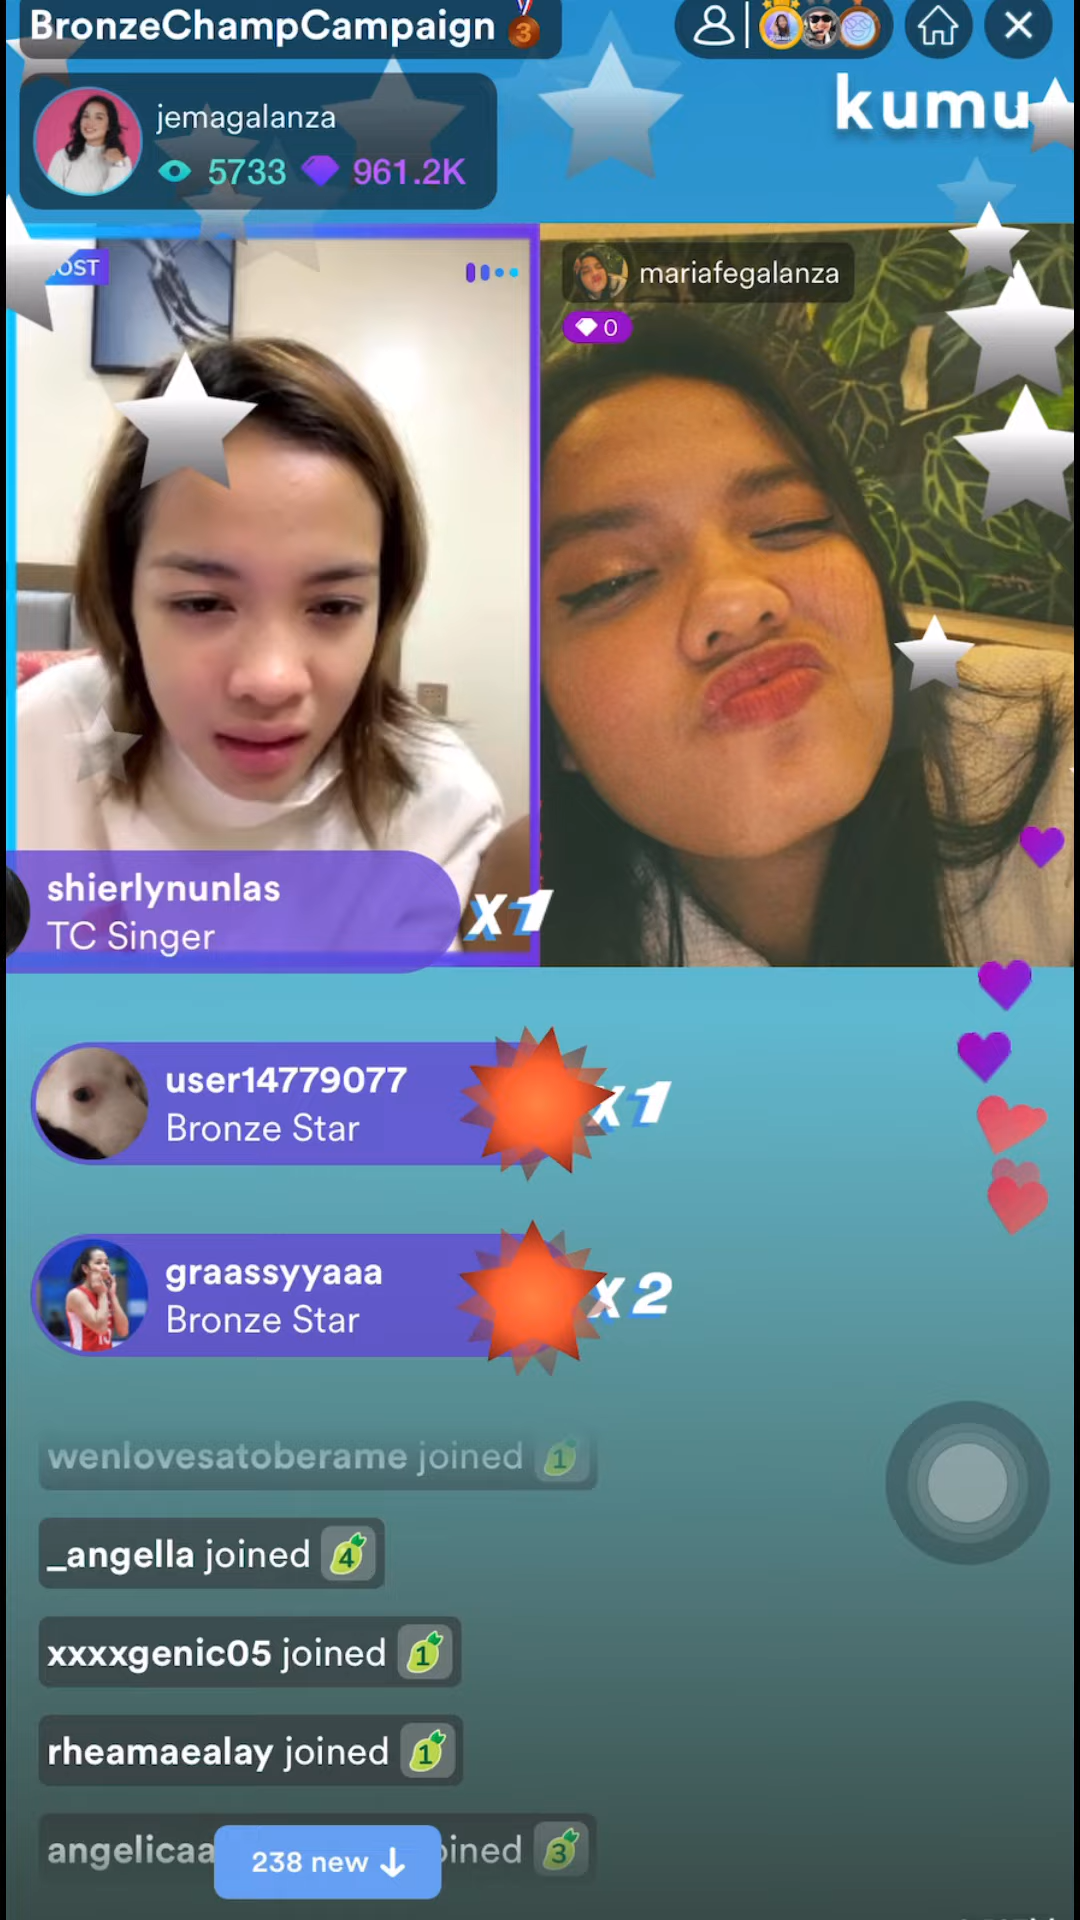 BronzeChampCampaign 3
jemagalanza
5733 961.2K
kumu
OST
mariafegalanza
0
shierlynunlas
TC Singer
x1
user14779077
Bronze Star
x1
graassyyaaa
Bronze Star
x2
wenlovesatoberame joined 1
_angella joined 4
xxxxgenic05 joined 1
rheamaealay joined 1
angelicaa oined 3
238 new